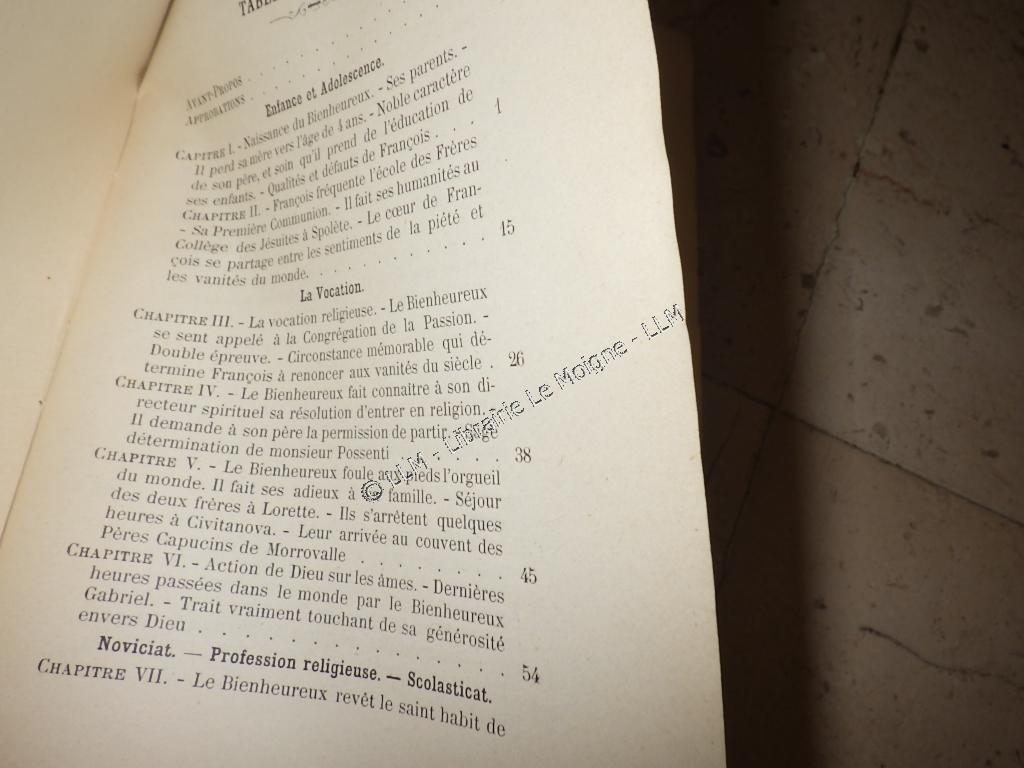 TABLE
AVANT-PROPOS . . . . . . .
APPROBATIONS . . . . . . .
Enfance et Adolescence.
CAPITRE I. - Naissance du Bienheureux. - Ses parents. -
Il perd sa mère vers l'âge de 4 ans. - Noble caractère
de son père, et soin qu'il prend de l'éducation de
ses enfants. - Qualités et défauts de François . . . 1
CHAPITRE II. - François fréquente l'école des Frères
- Sa Première Communion. - Il fait ses humanités au
Collège des Jésuites à Spolète. - Le cœur de Fran-
çois se partage entre les sentiments de la piété et
les vanités du monde. . . . . . . . . . 15
La Vocation.
CHAPITRE III. - La vocation religieuse. - Le Bienheureux
se sent appelé à la Congrégation de la Passion. -
Double épreuve. - Circonstance mémorable qui dé-
termine François à renoncer aux vanités du siècle . 26
CHAPITRE IV. - Le Bienheureux fait connaître à son di-
recteur spirituel sa résolution d'entrer en religion. -
Il demande à son père la permission de partir. - Sage
détermination de monsieur Possenti . . . . . 38
CHAPITRE V. - Le Bienheureux foule aux pieds l'orgueil
du monde. Il fait ses adieux à famille. - Séjour
des deux frères à Lorette. - Ils s'arrêtent quelques
heures à Civitanova. - Leur arrivée au couvent des
Pères Capucins de Morrovalle . . . . . . . . 45
CHAPITRE VI. - Action de Dieu sur les âmes. - Dernières
heures passées dans le monde par le Bienheureux
Gabriel. - Trait vraiment touchant de sa générosité
envers Dieu . . . . . . . . . . . . . 54
Noviciat. — Profession religieuse. — Scolasticat.
CHAPITRE VII. - Le Bienheureux revêt le saint habit de
© LLM - Librairie Le Moigne - LLM